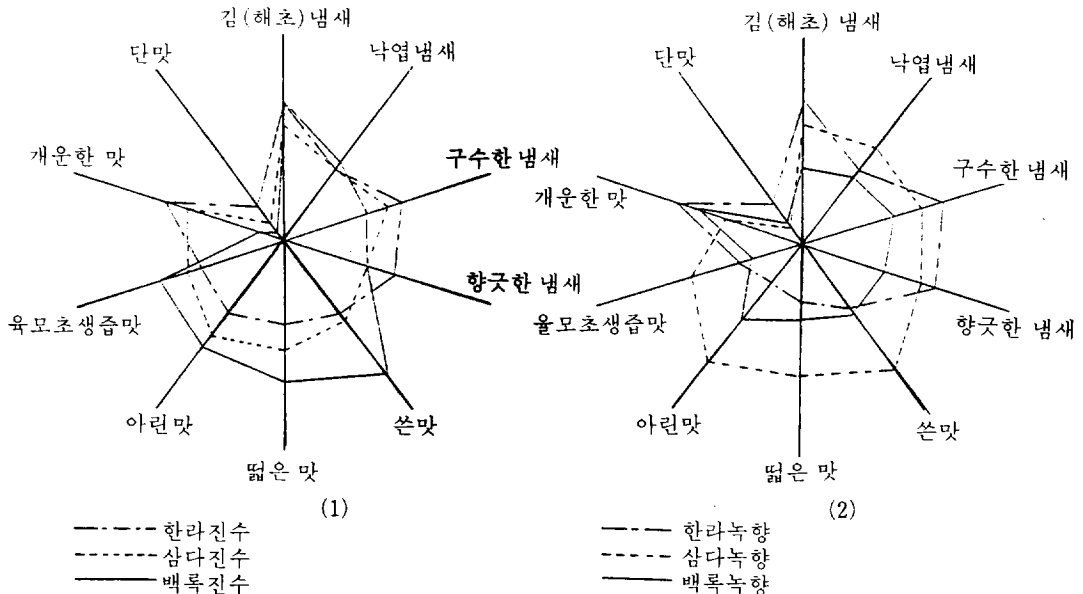 김(해초)냄새
단맛
낙엽냄새
개운한 맛
구수한 냄새
육모초생즙맛
향긋한 냄새
아린맛
쓴맛
떫은 맛
(1)
한라진수
삼다진수
백록진수
김(해초) 냄새
단맛
낙엽냄새
개운한맛
구수한 냄새
율모초생즙맛
향긋한 냄새
아린맛
쓴맛
떫은 맛
(2)
한라녹향
삼다녹향
백록녹향